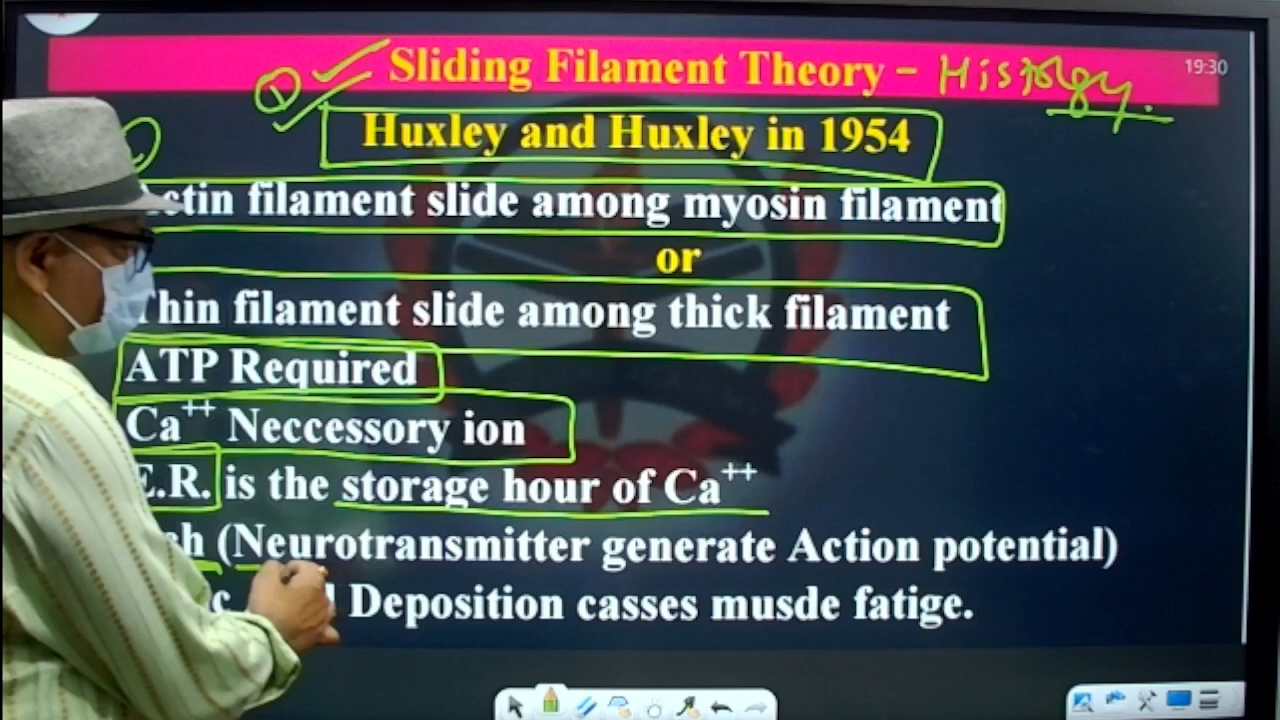 Sliding Filament Theory - Histology.
19:30
Huxley and Huxley in 1954
Actin filament slide among myosin filament
or
Thin filament slide among thick filament
ATP Required
Ca++ Neccessory ion
E.R. is the storage hour of Ca++
(Neurotransmitter generate Action potential)
Deposition casses musde fatige.